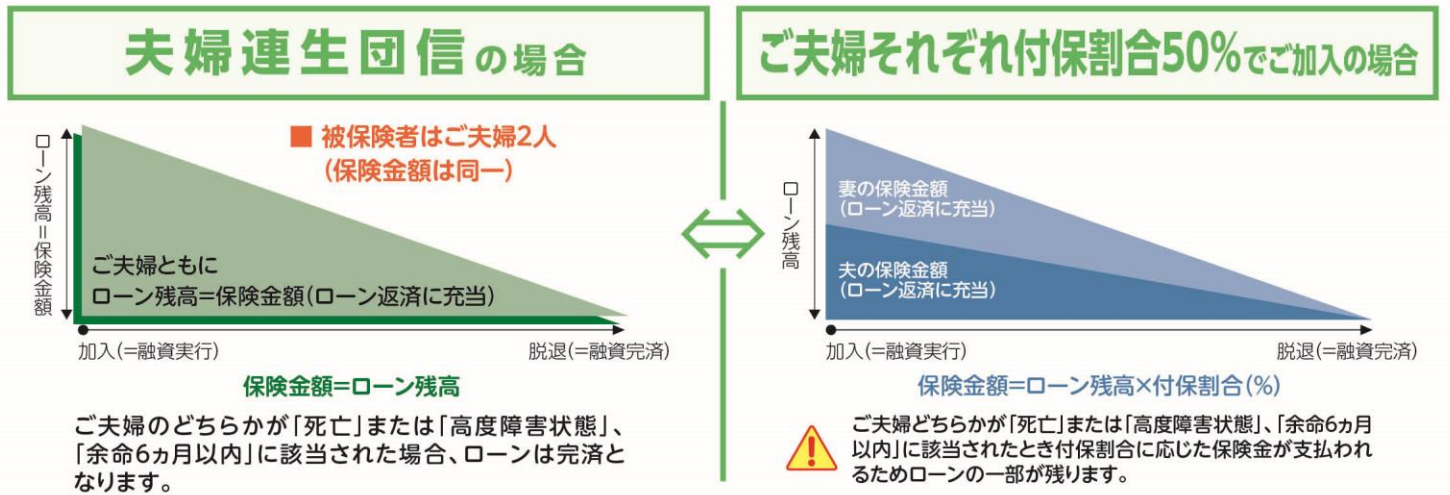 夫婦連生団信の場合
■ 被保険者はご夫婦2人
(保険金額は同一)
ローン残高=保険金額
ご夫婦ともに
ローン残高=保険金額(ローン返済に充当)
加入(=融資実行)
脱退(=融資完済)
保険金額=ローン残高
ご夫婦のどちらかが「死亡」または「高度障害状態」、
「余命6ヵ月以内」に該当された場合、ローンは完済と
なります。
ご夫婦それぞれ付保割合50%でご加入の場合
ローン残高
妻の保険金額
(ローン返済に充当)
夫の保険金額
(ローン返済に充当)
加入(=融資実行)
脱退(=融資完済)
保険金額=ローン残高×付保割合(%)
ご夫婦どちらかが「死亡」または「高度障害状態」、「余命6ヵ月
以内」に該当されたとき付保割合に応じた保険金が支払われ
るためローンの一部が残ります。